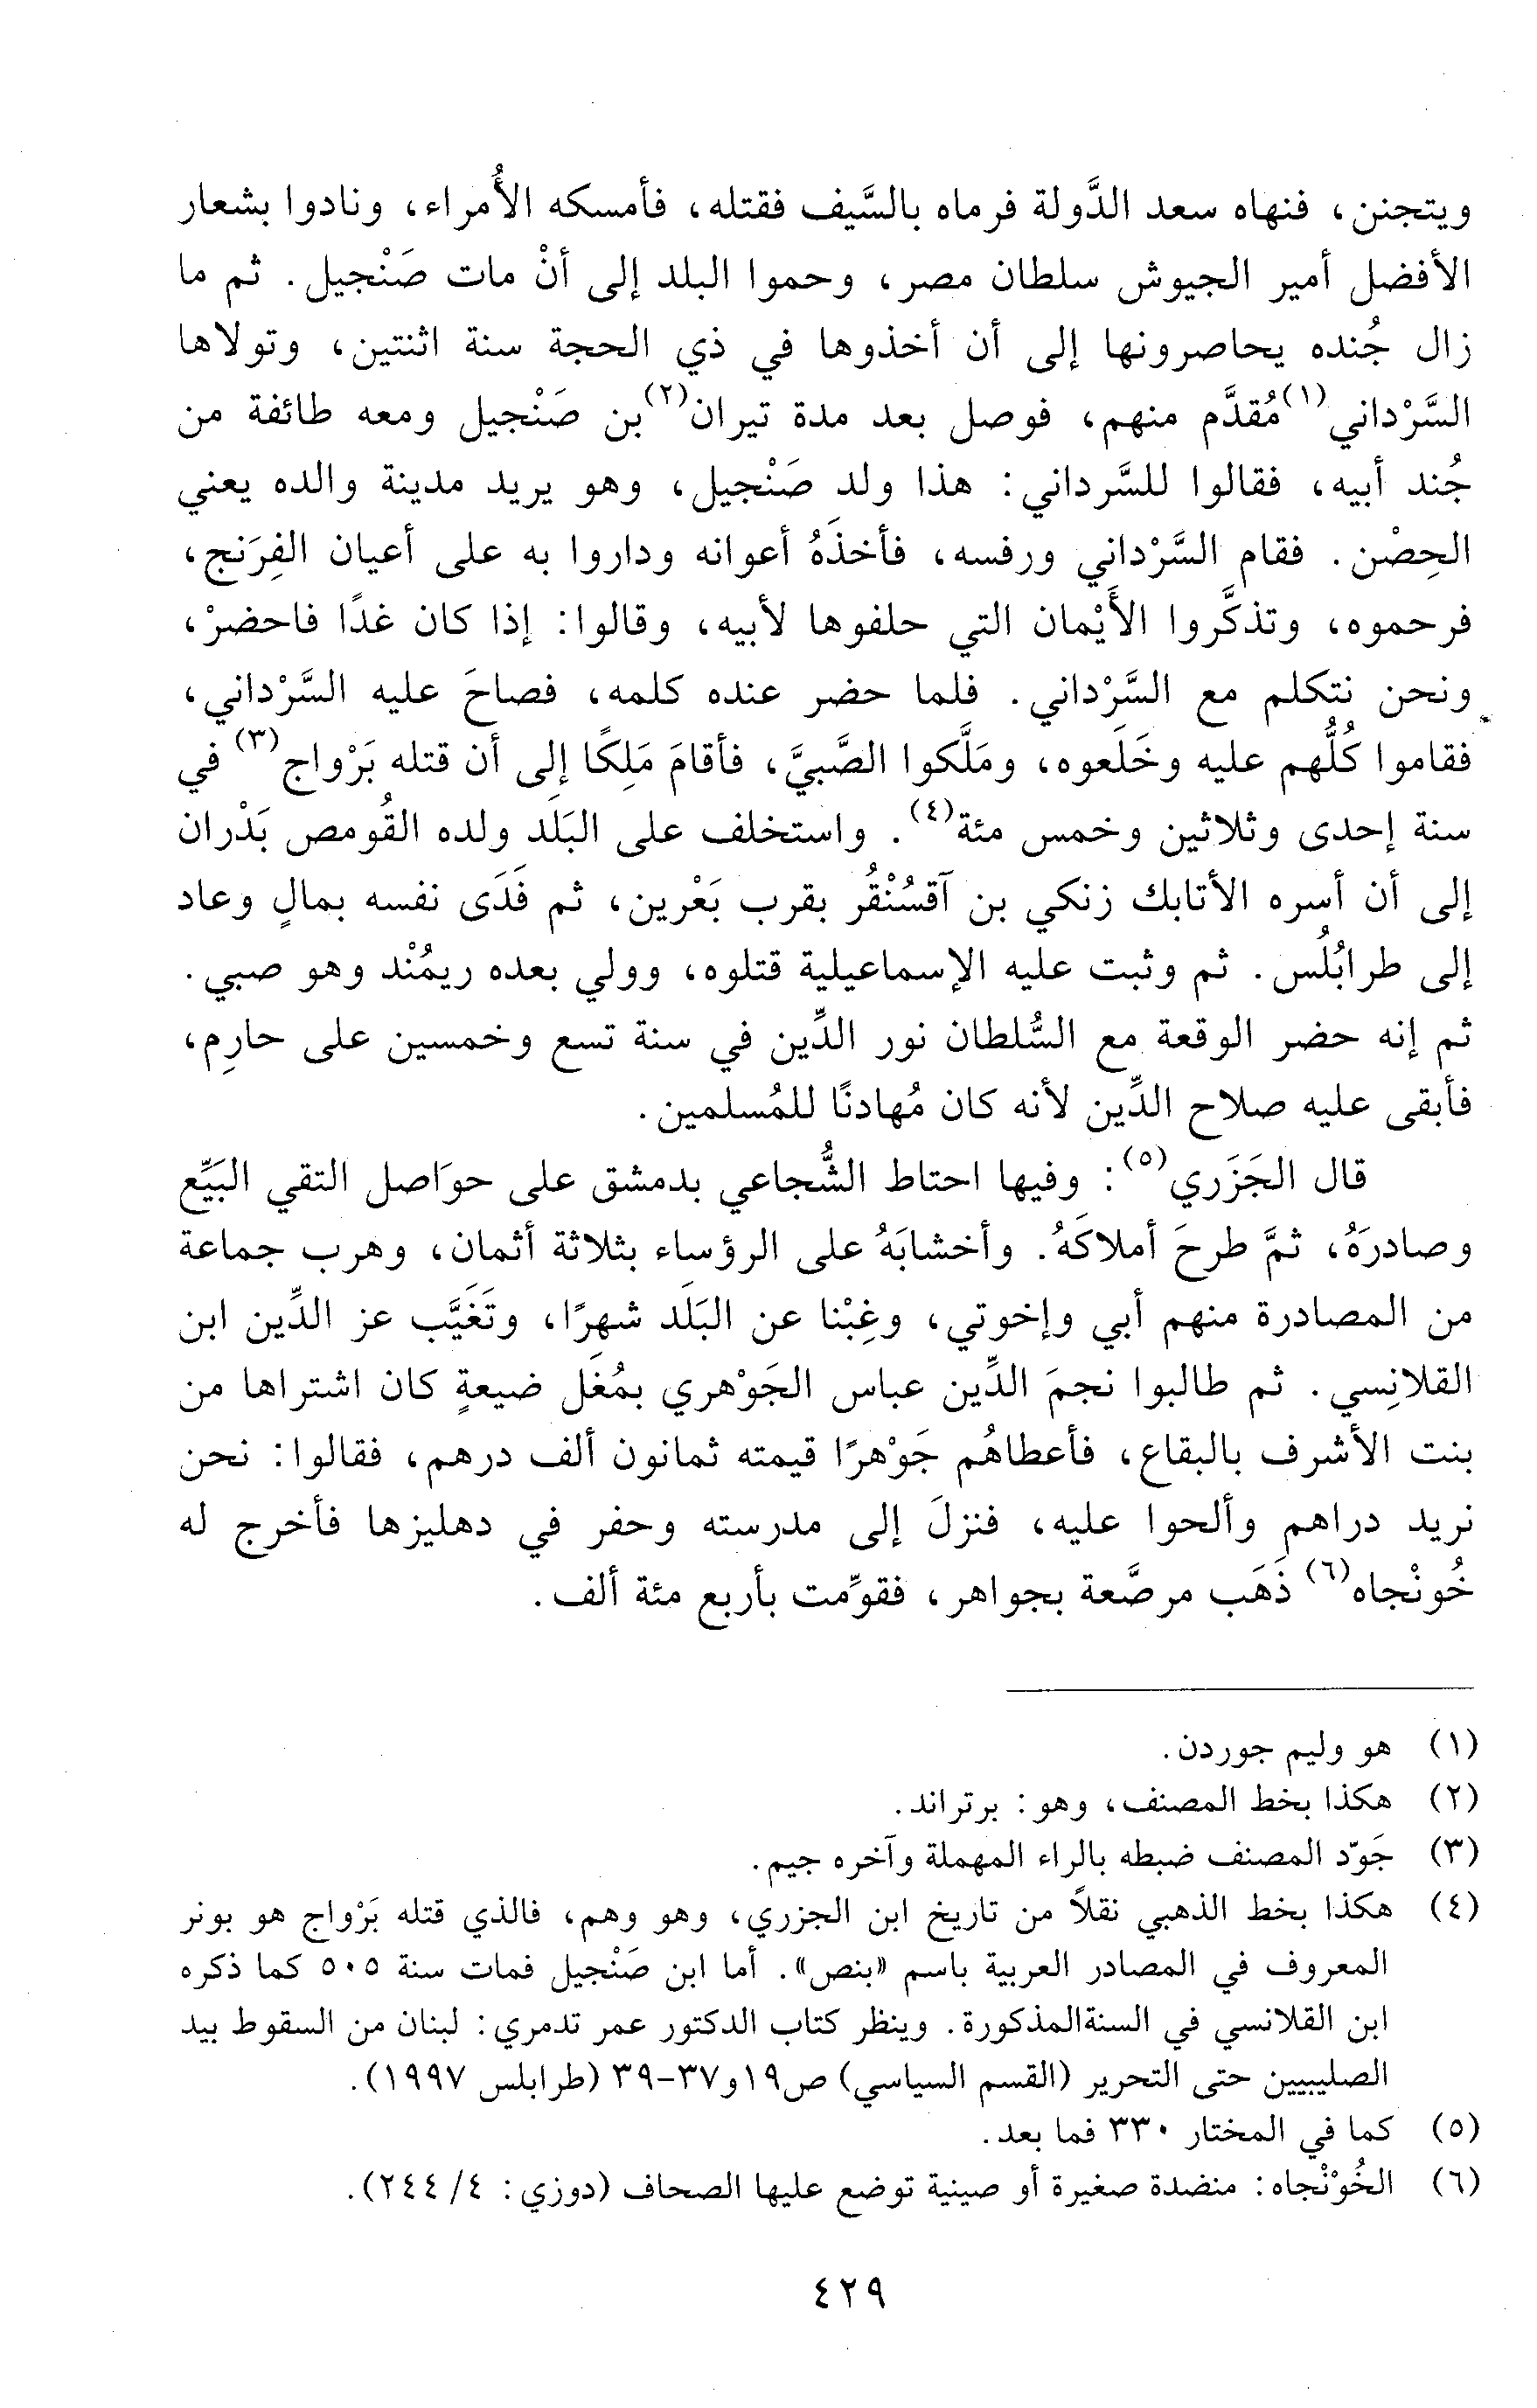 ويتجنن، فنهاه سعد الدَّولة فرماه بالسَّيف فقتله، فأمسكه الأُمراء، ونادوا بشعار
الأفضل أمير الجيوش سلطان مصر، وحموا البلد إلى أنْ مات صَنْجيل. ثم ما
زال جُنده يحاصرونها إلى أن أخذوها في ذي الحجة سنة اثنتين، وتولاها
السَّرْداني(١) مُقدَّم منهم، فوصل بعد مدة تيران(٢) بن صَنْجيل ومعه طائفة من
جُند أبيه، فقالوا للسَّرداني: هذا ولد صَنْجيل، وهو يريد مدينة والده يعني
الحِصْن. فقام السَّرْداني ورفسه، فأخذَهُ أعوانه وداروا به على أعيان الفِرَنج،
فرحموه، وتذكَّروا الأَيْمان التي حلفوها لأبيه، وقالوا: إذا كان غدًا فاحضرْ،
ونحن نتكلم مع السَّرْداني. فلما حضر عنده كلمه، فصاحَ عليه السَّرْداني،
فقاموا كُلُّهم عليه وخَلَعوه، ومَلَّكوا الصَّبيَّ، فأقامَ مَلِكًا إلى أن قتله بَرْواج(٣) في
سنة إحدى وثلاثين وخمس مئة(٤). واستخلف على البَلَد ولده القُومص بَدْران
إلى أن أسره الأتابك زنكي بن آقسُنْقُر بقرب بَعْرين، ثم فَدَى نفسه بمالٍ وعاد
إلى طرابُلُس. ثم وثبت عليه الإسماعيلية قتلوه، وولي بعده ريمُنْد وهو صبي.
ثم إنه حضر الوقعة مع السُّلطان نور الدِّين في سنة تسع وخمسين على حارِم،
فأبقى عليه صلاح الدِّين لأنه كان مُهادنًا للمُسلمين.
قال الجَزَري(٥): وفيها احتاط الشُّجاعي بدمشق على حوَاصل التقي البَيِّع
وصادرَهُ، ثمَّ طرحَ أملاكَهُ. وأخشابَهُ على الرؤساء بثلاثة أثمان، وهرب جماعة
من المصادرة منهم أبي وإخوتي، وغِبْنا عن البَلَد شهرًا، وتَغَيَّب عز الدِّين ابن
القلانِسي. ثم طالبوا نجمَ الدِّين عباس الجَوْهري بمُغَل ضيعةٍ كان اشتراها من
بنت الأشرف بالبقاع، فأعطاهُم جَوْهرًا قيمته ثمانون ألف درهم، فقالوا: نحن
نريد دراهم وألحوا عليه، فنزلَ إلى مدرسته وحفر في دهليزها فأخرج له
خُونْجاه(٦) ذَهَب مرصَّعة بجواهر، فقوِّمت بأربع مئة ألف.
(١) هو وليم جوردن.
(٢) هكذا بخط المصنف، وهو: برتراند.
(٣) جَوّد المصنف ضبطه بالراء المهملة وآخره جيم.
(٤) هكذا بخط الذهبي نقلاً من تاريخ ابن الجزري، وهو وهم، فالذي قتله بَرْواج هو بونز
المعروف في المصادر العربية باسم «بنص». أما ابن صَنْجيل فمات سنة ٥٠٥ كما ذكره
ابن القلانسي في السنةالمذكورة. وينظر كتاب الدكتور عمر تدمري: لبنان من السقوط بيد
الصليبيين حتى التحرير (القسم السياسي) ص١٩و٣٧-٣٩ (طرابلس ١٩٩٧).
(٥) كما في المختار ٣٣٠ فما بعد.
(٦) الخُوْنْجاه: منضدة صغيرة أو صينية توضع عليها الصحاف (دوزي: ٤/ ٢٤٤).
٤٢٩